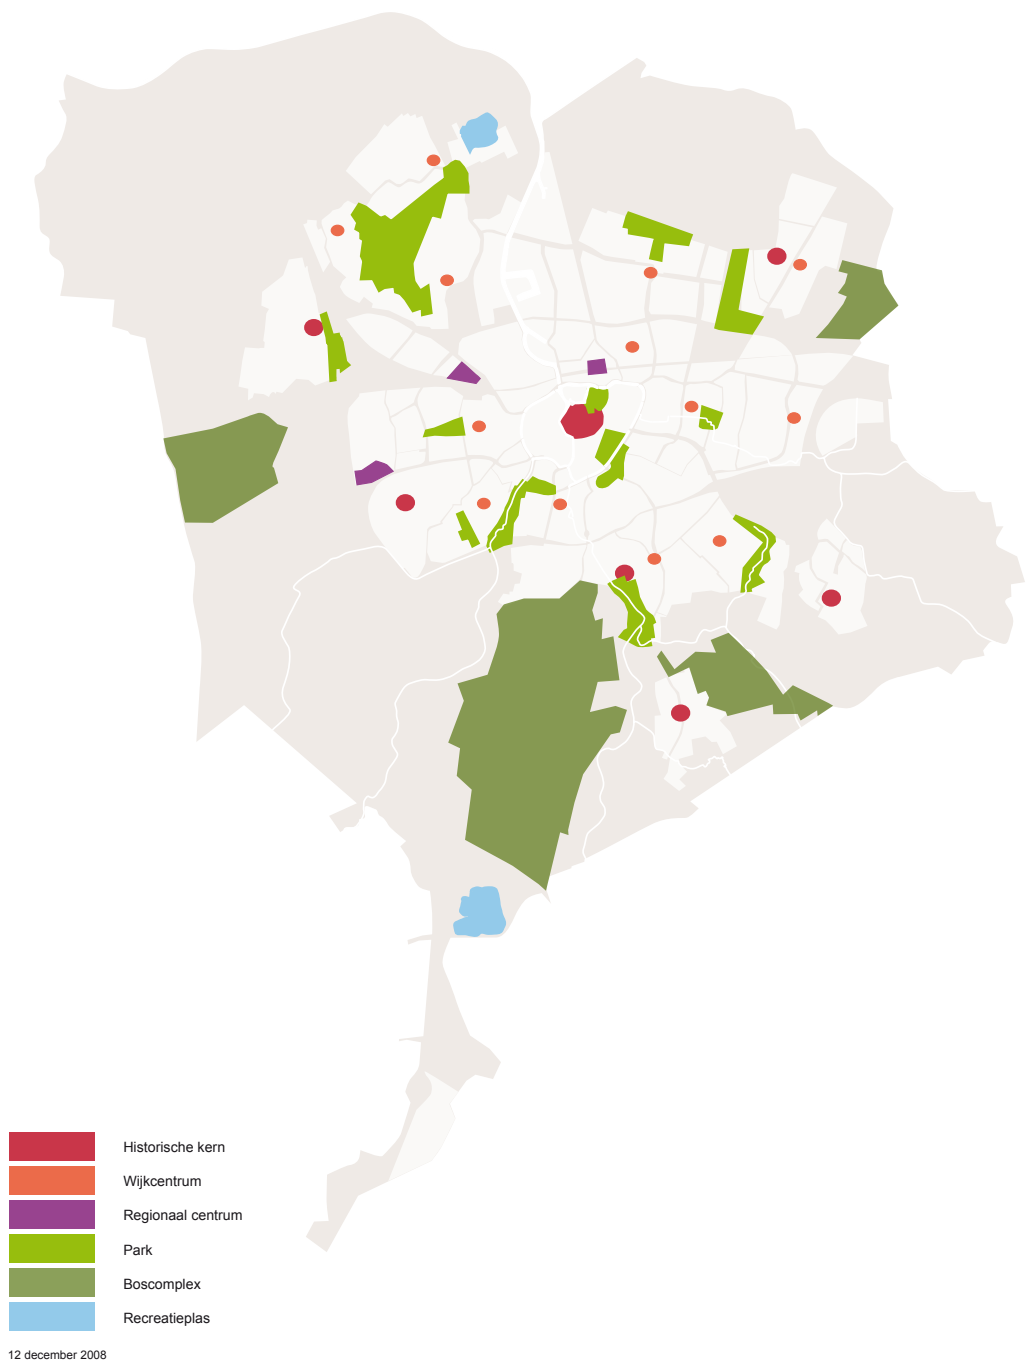 Historische kern
Wijkcentrum
Regionaal centrum
Park
Boscomplex
Recreatieplas
12 december 2008